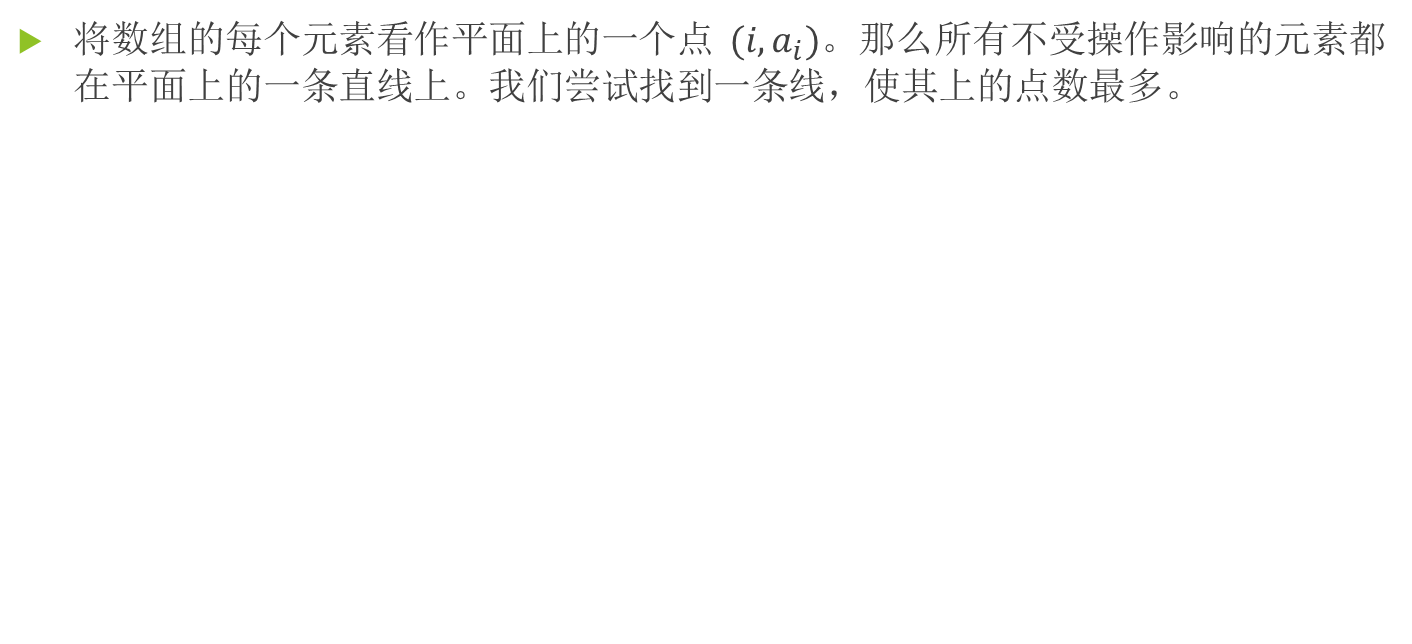 将数组的每个元素看作平面上的一个点 (i, aᵢ)。那么所有不受操作影响的元素都
在平面上的一条直线上。我们尝试找到一条线，使其上的点数最多。